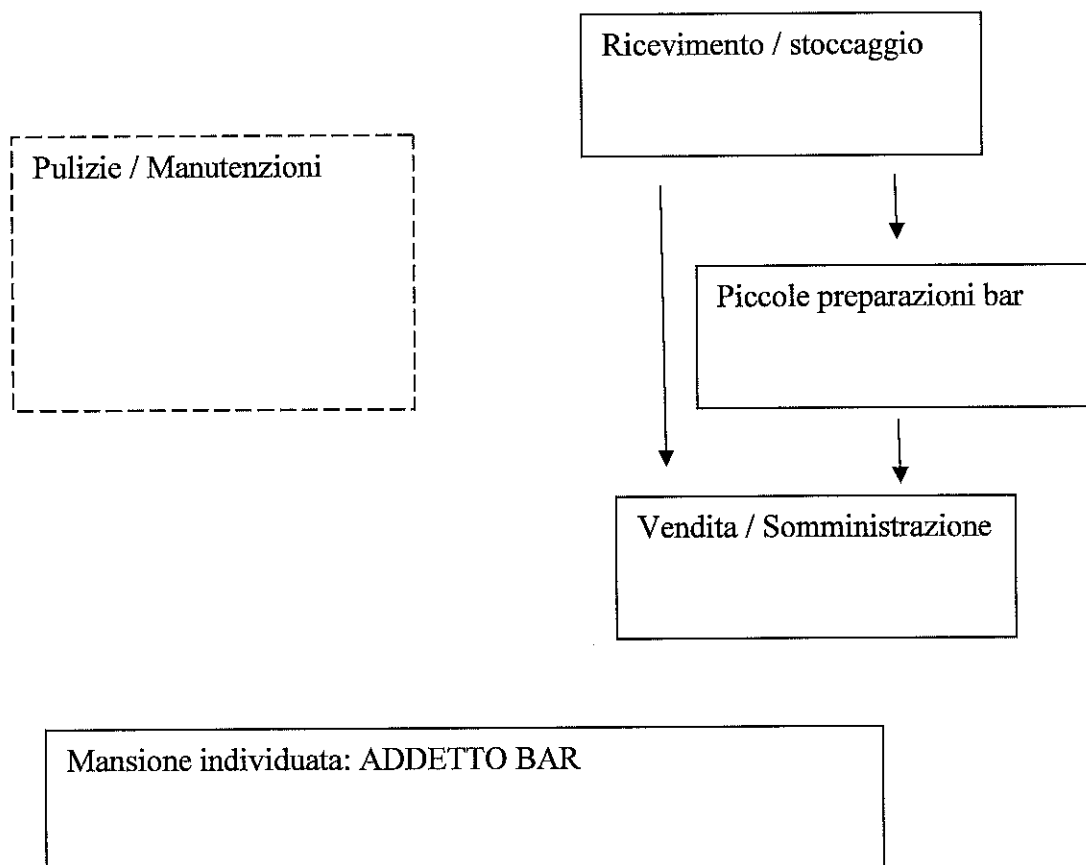 Ricevimento / stoccaggio
Pulizie / Manutenzioni
Piccole preparazioni bar
Vendita / Somministrazione
Mansione individuata: ADDETTO BAR